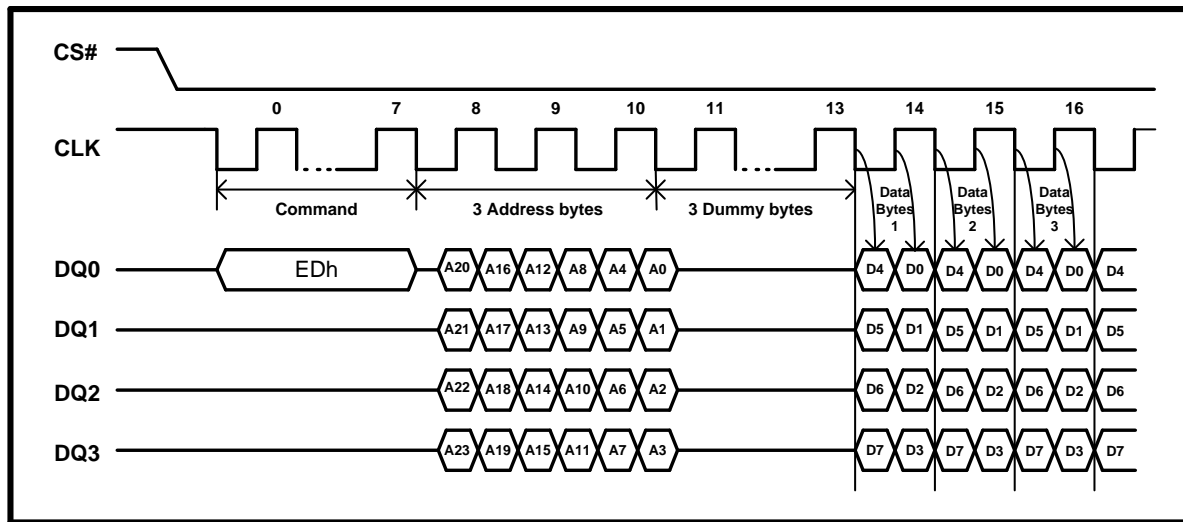 CS#
0 7 8 9 10 11 13 14 15 16
CLK
Command 3 Address bytes 3 Dummy bytes
Data Bytes 1
Data Bytes 2
Data Bytes 3
DQ0 EDh A20 A16 A12 A8 A4 A0 D4 D0 D4 D0 D4 D0 D4
DQ1 A21 A17 A13 A9 A5 A1 D5 D1 D5 D1 D5 D1 D5
DQ2 A22 A18 A14 A10 A6 A2 D6 D2 D6 D2 D6 D2 D6
DQ3 A23 A19 A15 A11 A7 A3 D7 D3 D7 D3 D7 D3 D7